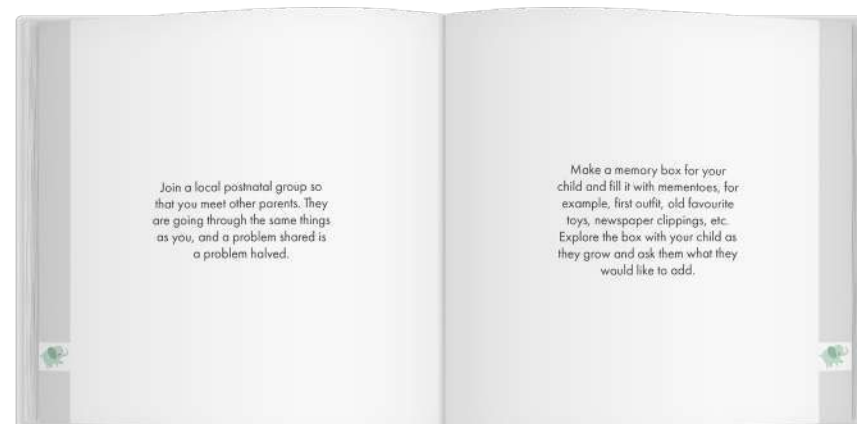 Join a local postnatal group so
that you meet other parents. They
are going through the same things
as you, and a problem shared is
a problem halved.
Make a memory box for your
child and fill it with mementoes, for
example, first outfit, old favourite
toys, newspaper clippings, etc.
Explore the box with your child as
they grow and ask them what they
would like to add.